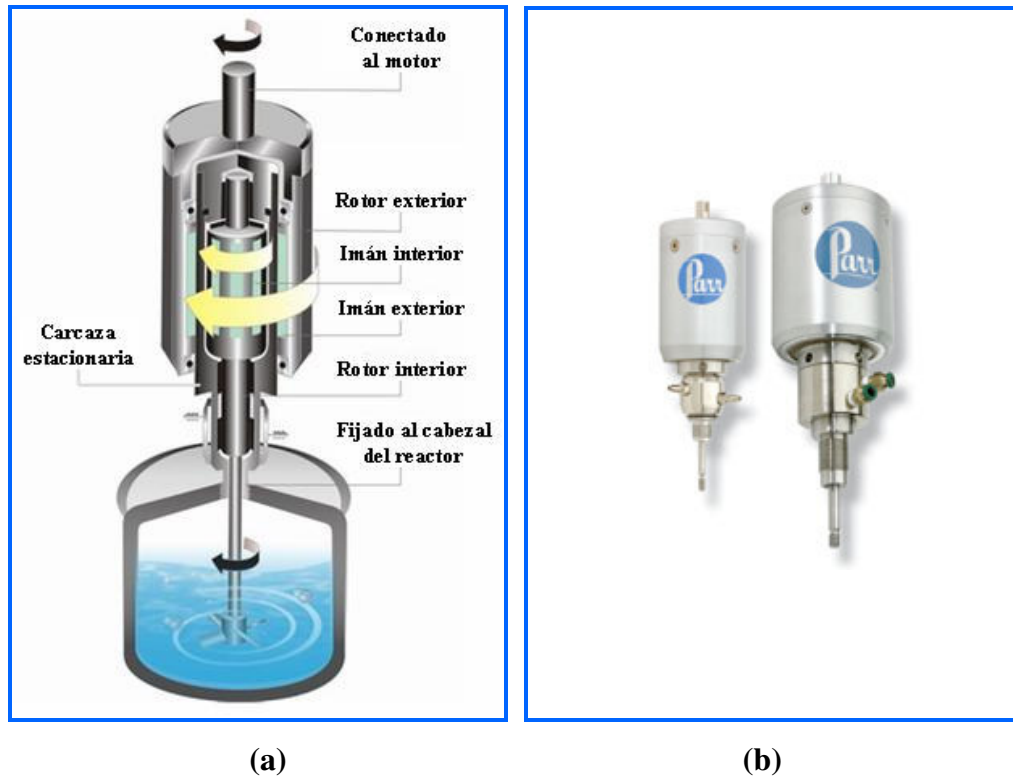 Conectado
al motor
Rotor exterior
Imán interior
Imán exterior
Carcaza
estacionaria
Rotor interior
Fijado al cabezal
del reactor
Parr
Parr
(a)
(b)